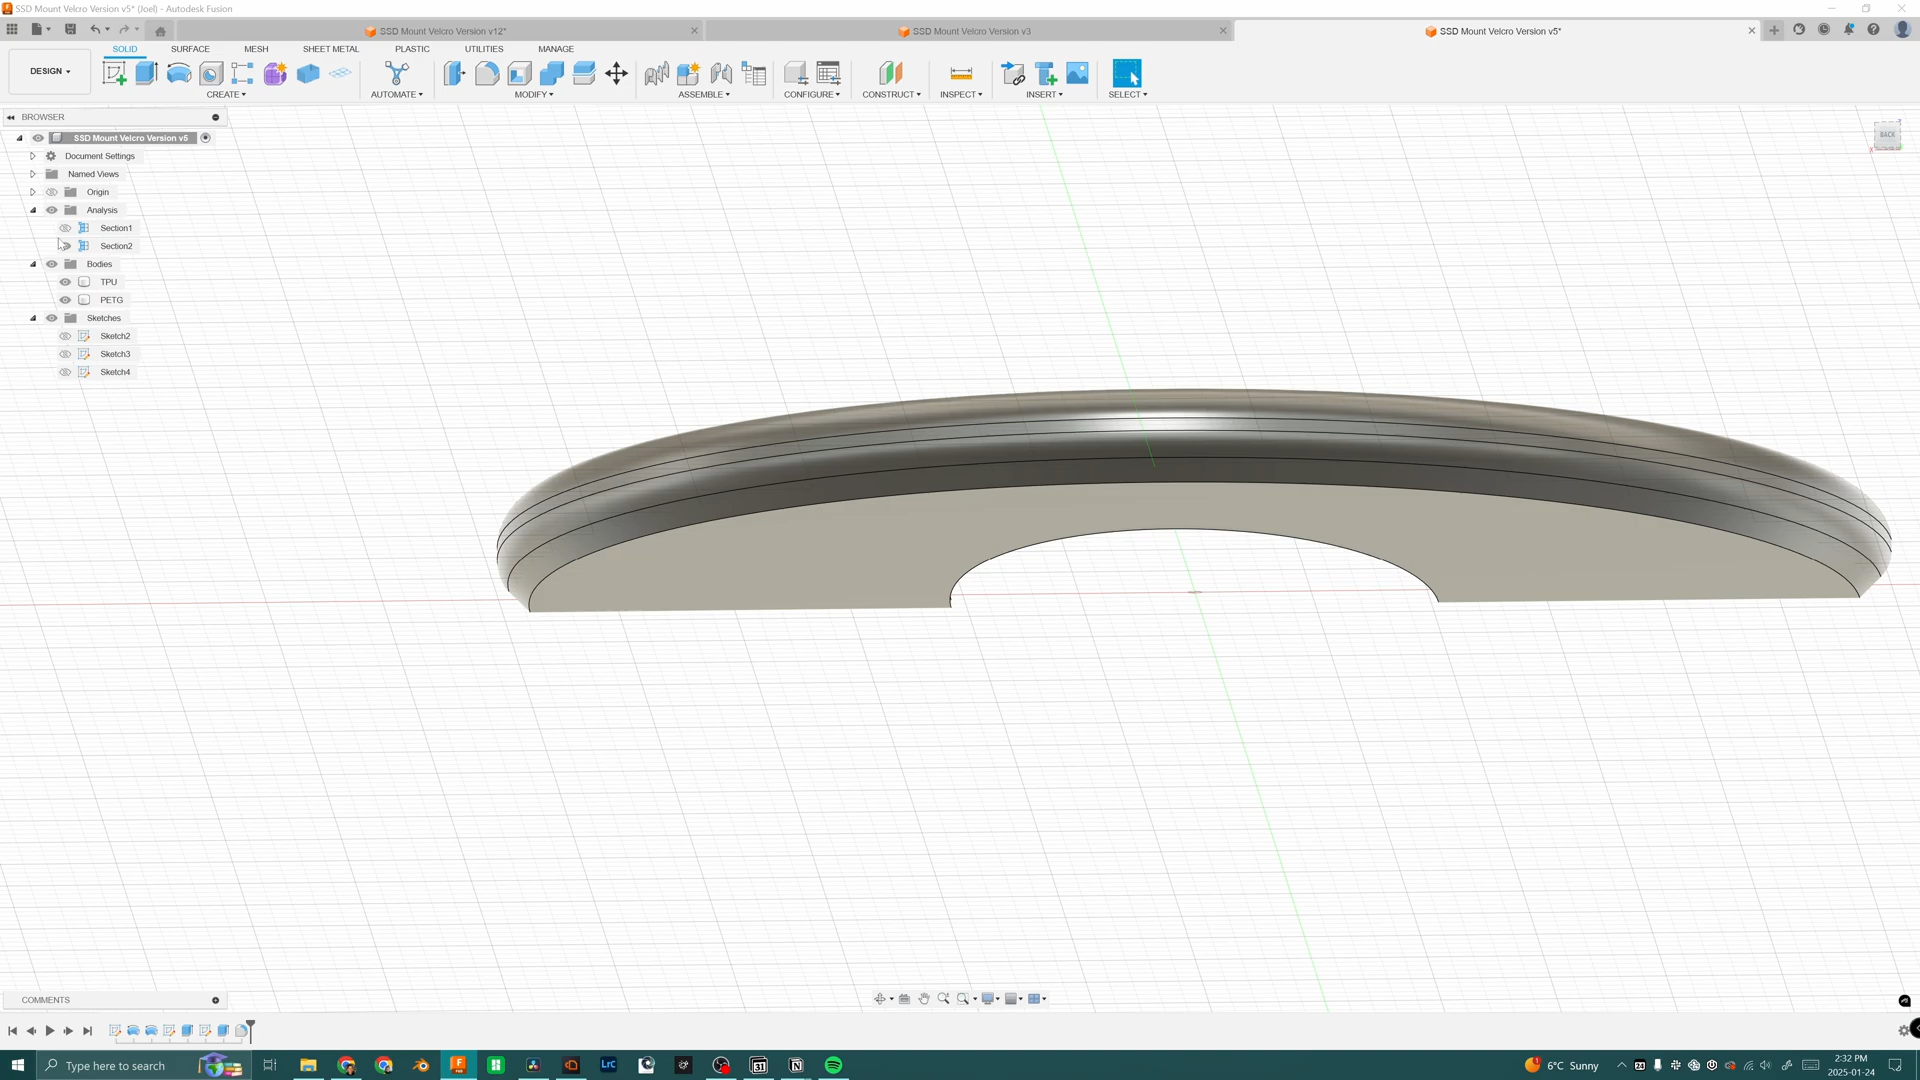 SSD Mount Velcro Version v5* (Joel) - Autodesk Fusion
SSD Mount Velcro Version v12*
SSD Mount Velcro Version v3
SSD Mount Velcro Version v5*
DESIGN
SOLID
SURFACE
MESH
SHEET METAL
PLASTIC
UTILITIES
MANAGE
CREATE
AUTOMATE
MODIFY
ASSEMBLE
CONFIGURE
CONSTRUCT
INSPECT
INSERT
SELECT
BROWSER
SSD Mount Velcro Version v5
Document Settings
Named Views
Origin
Analysis
Section1
Section2
Bodies
TPU
PETG
Sketches
Sketch2
Sketch3
Sketch4
BACK
COMMENTS
Type here to search
Lrc
31
6°C Sunny
2:32 PM
2025-01-24